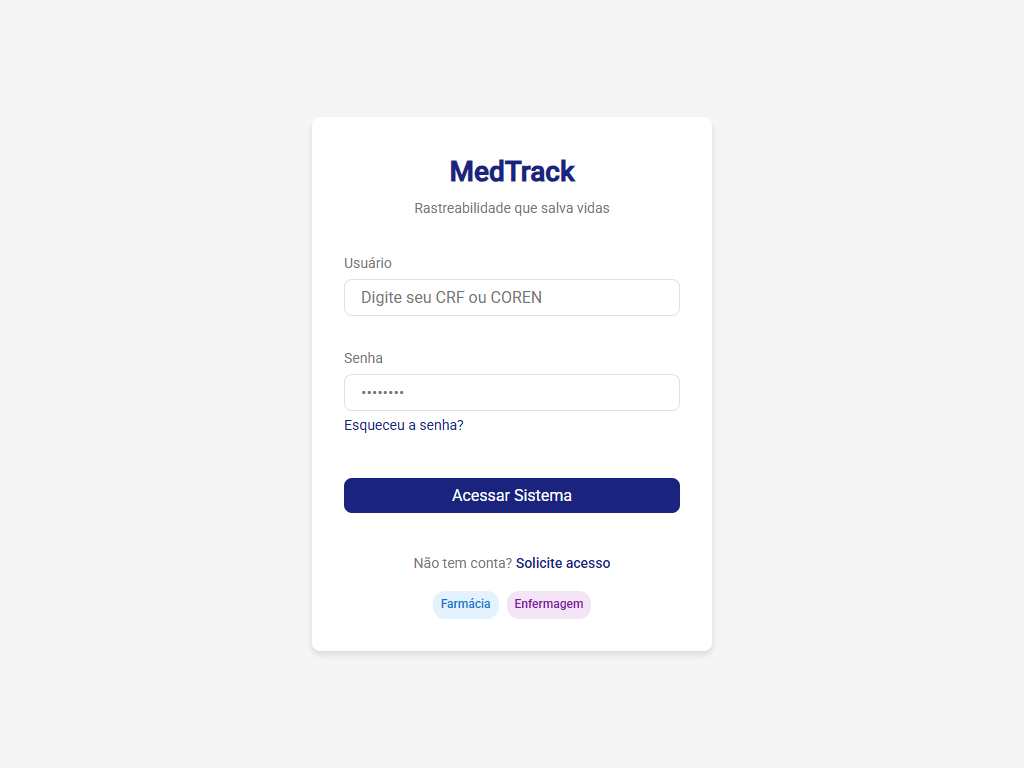 MedTrack
Rastreabilidade que salva vidas
Usuário
Digite seu CRF ou COREN
Senha
••••••••
Esqueceu a senha?
Acessar Sistema
Não tem conta? Solicite acesso
Farmácia Enfermagem